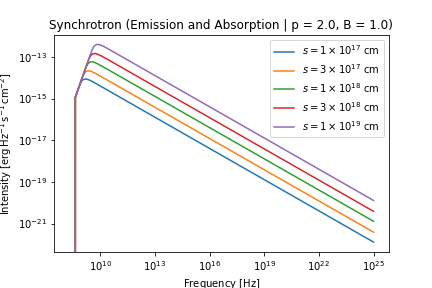 Synchrotron (Emission and Absorption | p = 2.0, B = 1.0)
Intensity [erg Hz⁻¹ s⁻¹ cm⁻²]
10⁻¹³
10⁻¹⁵
10⁻¹⁷
10⁻¹⁹
10⁻²¹
s = 1 × 10¹⁷ cm
s = 3 × 10¹⁷ cm
s = 1 × 10¹⁸ cm
s = 3 × 10¹⁸ cm
s = 1 × 10¹⁹ cm
10¹⁰ 10¹³ 10¹⁶ 10¹⁹ 10²² 10²⁵
Frequency [Hz]